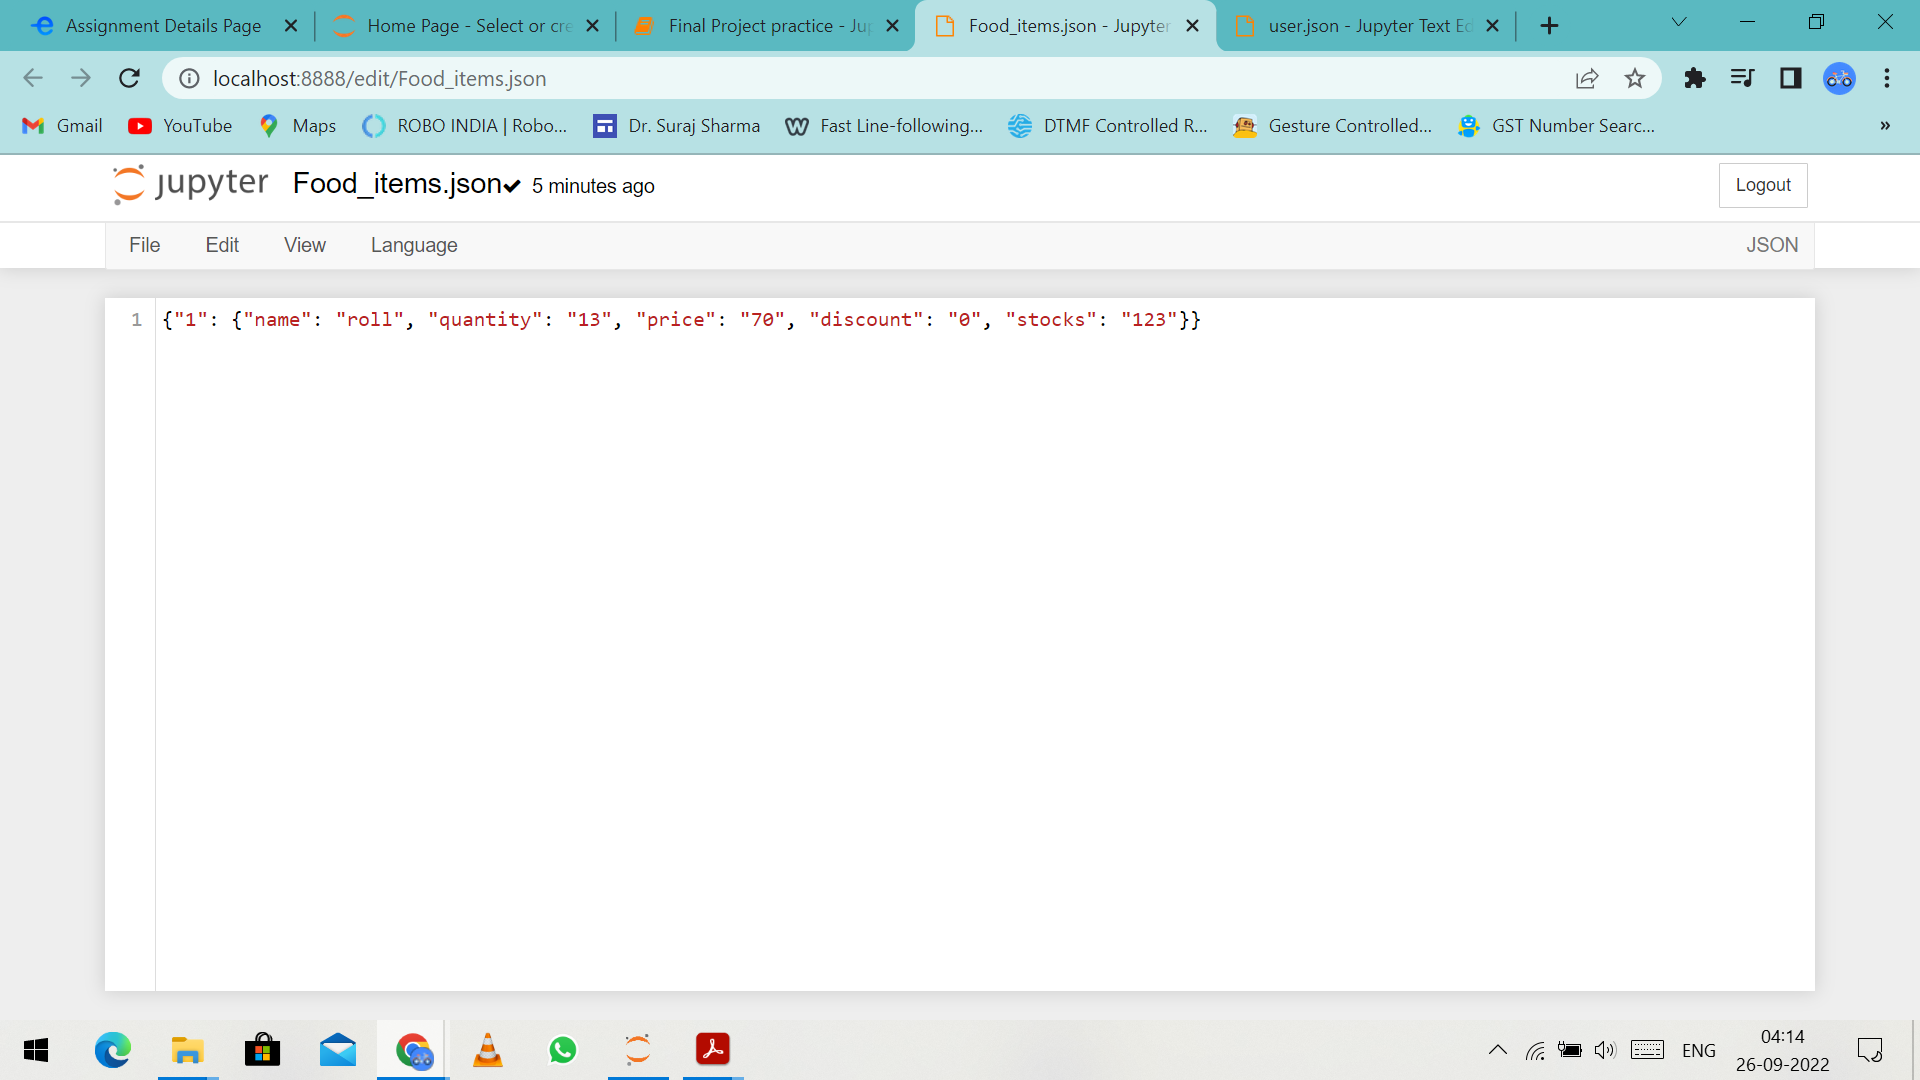 Assignment Details Page
Home Page - Select or cre
Final Project practice - Jup
Food_items.json - Jupyter
user.json - Jupyter Text Ed
localhost:8888/edit/Food_items.json
Gmail YouTube Maps ROBO INDIA | Robo... Dr. Suraj Sharma Fast Line-following... DTMF Controlled R... Gesture Controlled... GST Number Searc... »
jupyter Food_items.json 5 minutes ago Logout
File Edit View Language JSON
1 {"1": {"name": "roll", "quantity": "13", "price": "70", "discount": "0", "stocks": "123"}}
ENG
04:14
26-09-2022